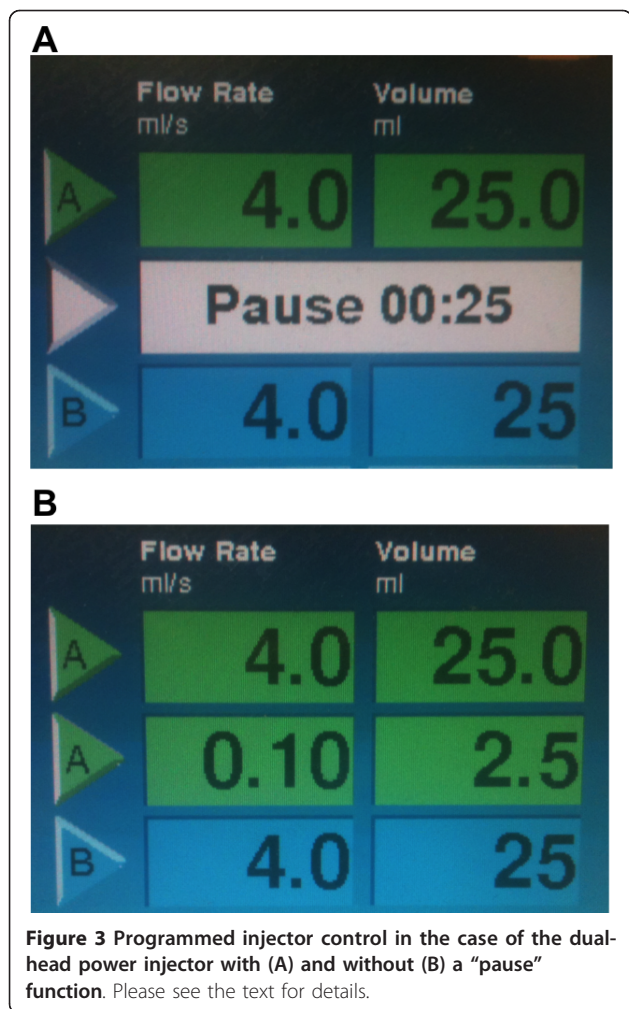 A
Flow Rate Volume
ml/s ml
A 4.0 25.0
Pause 00:25
B 4.0 25
B
Flow Rate Volume
ml/s ml
A 4.0 25.0
A 0.10 2.5
B 4.0 25
Figure 3 Programmed injector control in the case of the dual-
head power injector with (A) and without (B) a “pause”
function. Please see the text for details.